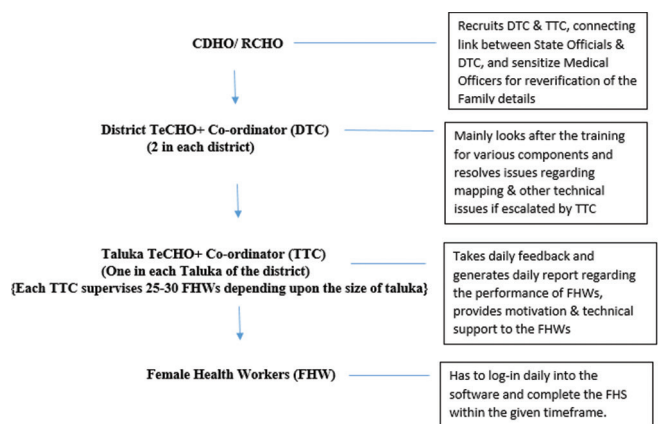 CDHO/ RCHO
Recruits DTC & TTC, connecting
link between State Officials &
DTC, and sensitize Medical
Officers for reverification of the
Family details
District TeCHO+ Co-ordinator (DTC)
(2 in each district)
Mainly looks after the training
for various components and
resolves issues regarding
mapping & other technical
issues if escalated by TTC
Taluka TeCHO+ Co-ordinator (TTC)
(One in each Taluka of the district)
{Each TTC supervises 25-30 FHWs depending upon the size of taluka}
Takes daily feedback and
generates daily report regarding
the performance of FHWs,
provides motivation & technical
support to the FHWs
Female Health Workers (FHW)
Has to log-in daily into the
software and complete the FHS
within the given timeframe.